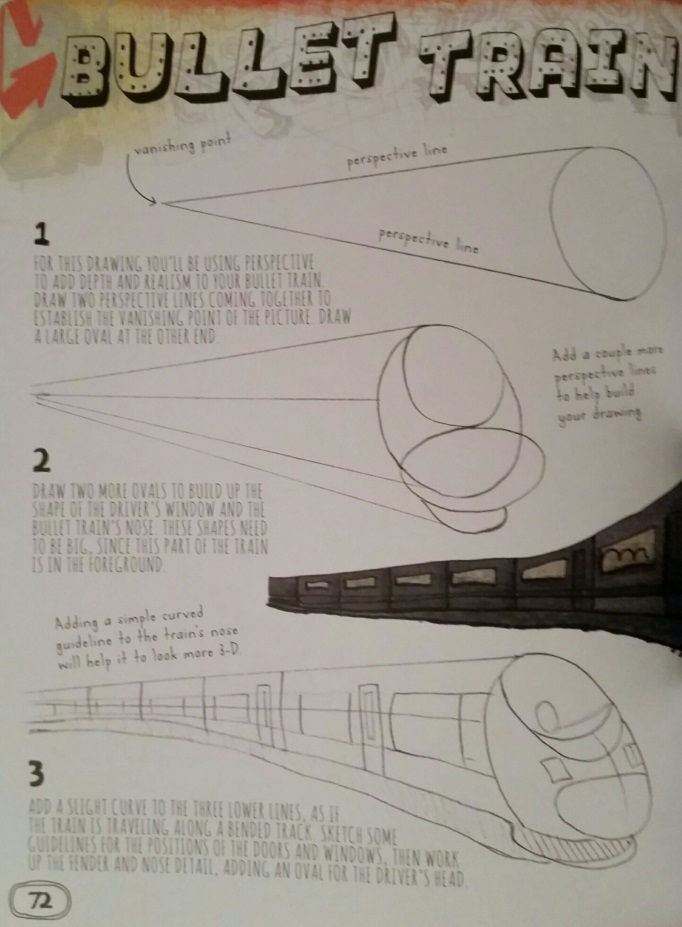 BULLET TRAIN
vanishing point
perspective line
perspective line
1
FOR THIS DRAWING YOU'LL BE USING PERSPECTIVE
TO ADD DEPTH AND REALISM TO YOUR BULLET TRAIN.
DRAW TWO PERSPECTIVE LINES COMING TOGETHER TO
ESTABLISH THE VANISHING POINT OF THE PICTURE. DRAW
A LARGE OVAL AT THE OTHER END.
Add a couple more
perspective lines
to help build
your drawing.
2
DRAW TWO MORE OVALS TO BUILD UP THE
SHAPE OF THE DRIVER'S WINDOW AND THE
BULLET TRAIN'S NOSE. THESE SHAPES NEED
TO BE BIG, SINCE THIS PART OF THE TRAIN
IS IN THE FOREGROUND.
Adding a simple curved
guideline to the train's nose
will help it to look more 3-D.
3
ADD A SLIGHT CURVE TO THE THREE LOWER LINES, AS IF
THE TRAIN IS TRAVELING ALONG A BENDED TRACK. SKETCH SOME
GUIDELINES FOR THE POSITIONS OF THE DOORS AND WINDOWS, THEN WORK
UP THE FENDER AND NOSE DETAIL, ADDING AN OVAL FOR THE DRIVER'S HEAD.
72